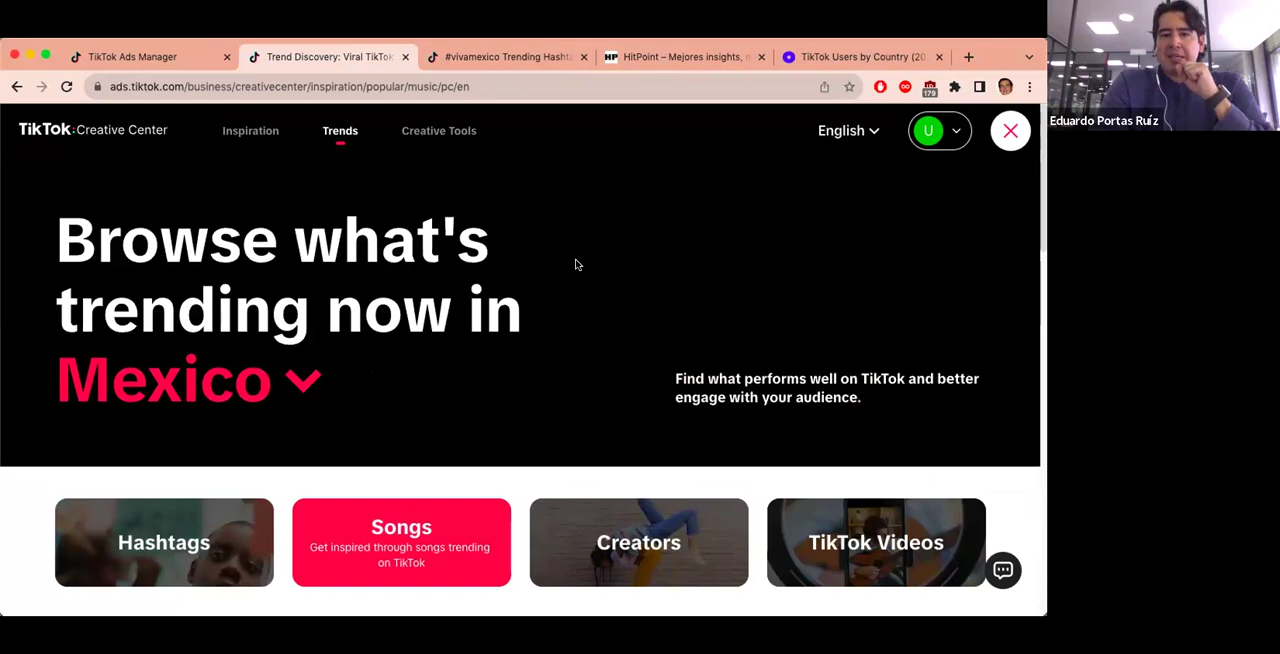 TikTok Ads Manager
Trend Discovery: Viral TikTok
#vivamexico Trending Hashta
HP HitPoint – Mejores insights, n
TikTok Users by Country (20
ads.tiktok.com/business/creativecenter/inspiration/popular/music/pc/en
179
TikTok:Creative Center
Inspiration
Trends
Creative Tools
English
U
Browse what's
trending now in
Mexico
Find what performs well on TikTok and better
engage with your audience.
Hashtags
Songs
Get inspired through songs trending
on TikTok
Creators
TikTok Videos
Eduardo Portas Ruíz